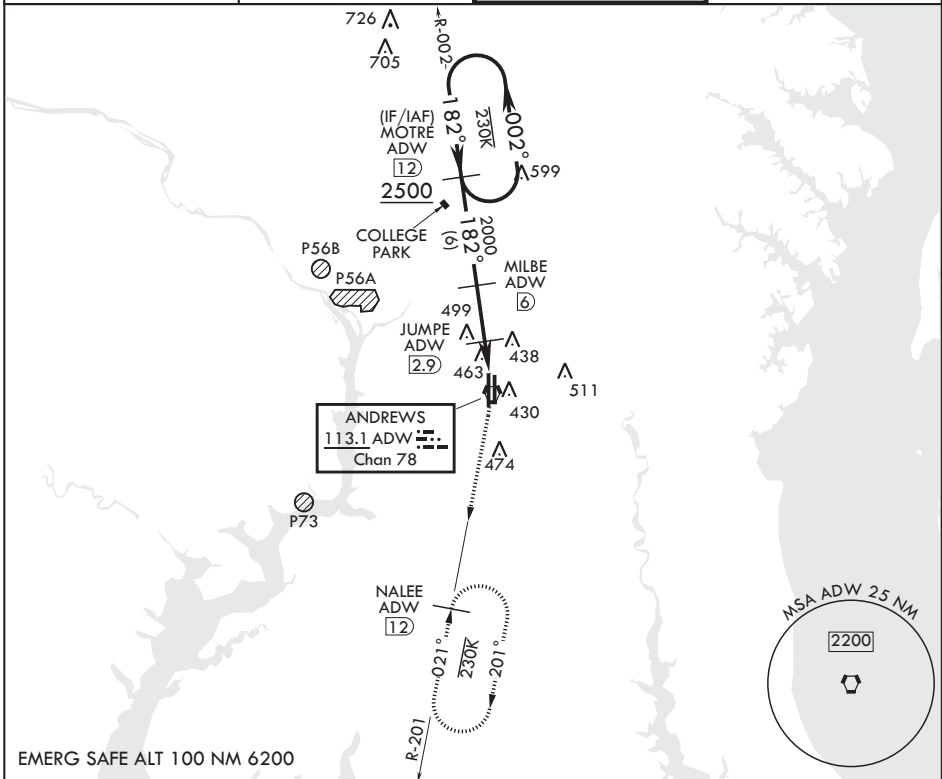 726
705
R-002
(IF/IAF)
MOTRE
ADW
12
2500
182°
230K
002°
599
COLLEGE
PARK
2000
182°
(6)
P56B
P56A
MILBE
ADW
6
499
JUMPE
ADW
2.9
438
463
511
430
ANDREWS
113.1 ADW
Chan 78
474
P73
NALEE
ADW
12
021°
230K
201°
R-201
MSA ADW 25 NM
2200
EMERG SAFE ALT 100 NM 6200